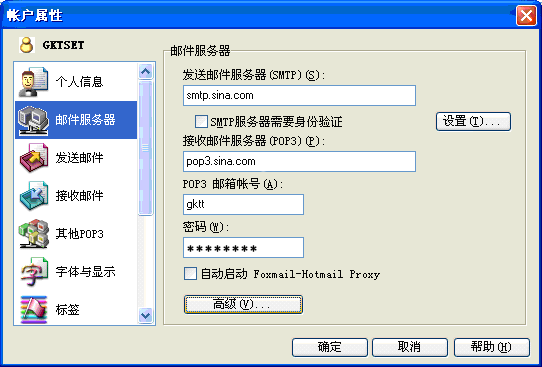 帐户属性
GKTSET
个人信息
邮件服务器
发送邮件
接收邮件
其他POP3
字体与显示
标签
邮件服务器
发送邮件服务器(SMTP)(S):
smtp.sina.com
SMTP服务器需要身份验证
设置(T)...
接收邮件服务器(POP3)(P):
pop3.sina.com
POP3 邮箱帐号(A):
gktt
密码(W):
********
自动启动 Foxmail-Hotmail Proxy
高级(V)...
确定
取消
帮助(H)